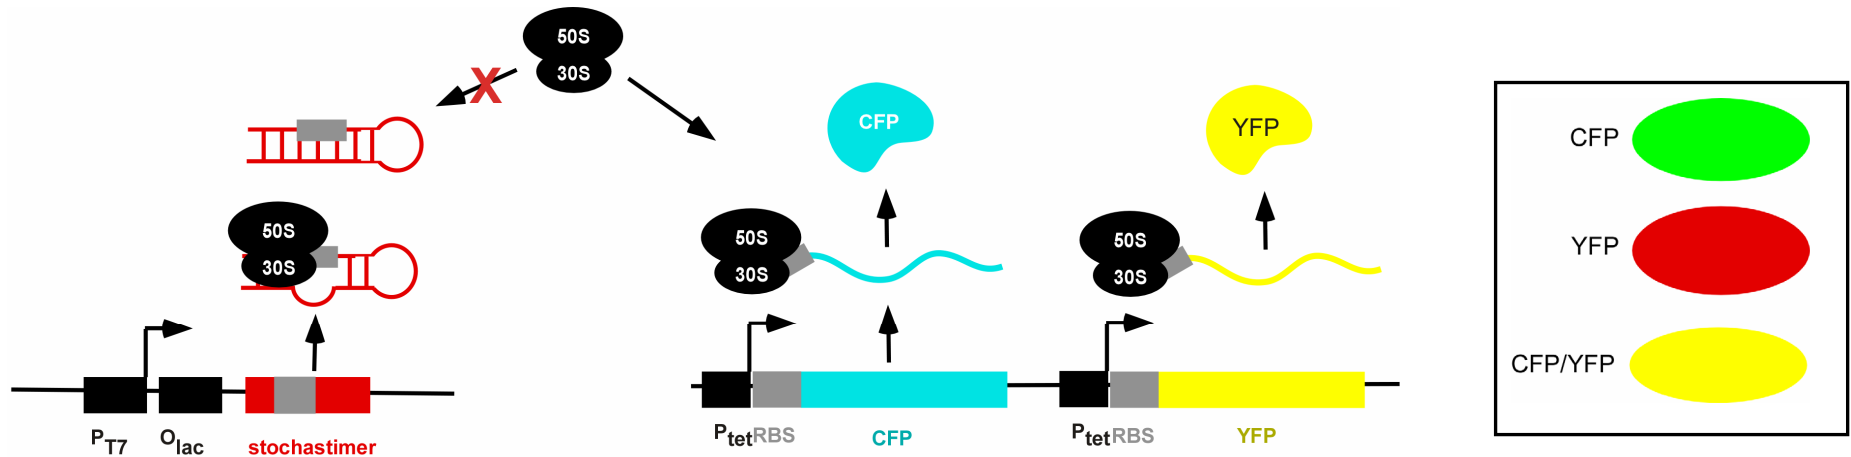 50S
30S
X
CFP
YFP
50S
30S
50S
30S
50S
30S
PT7
Olac
stochastimer
PtetRBS
CFP
PtetRBS
YFP
CFP
YFP
CFP/YFP